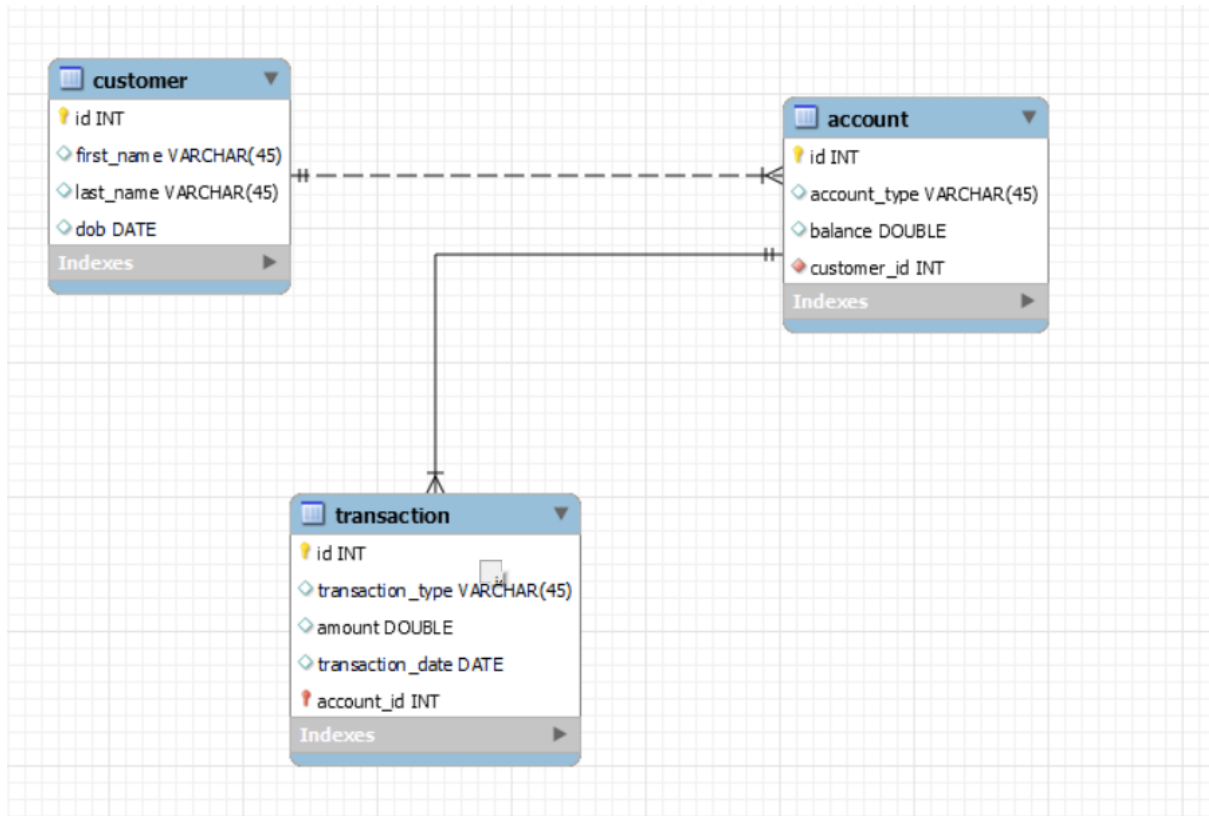 customer
id INT
first_name VARCHAR(45)
last_name VARCHAR(45)
dob DATE
Indexes
account
id INT
account_type VARCHAR(45)
balance DOUBLE
customer_id INT
Indexes
transaction
id INT
transaction_type VARCHAR(45)
amount DOUBLE
transaction_date DATE
account_id INT
Indexes